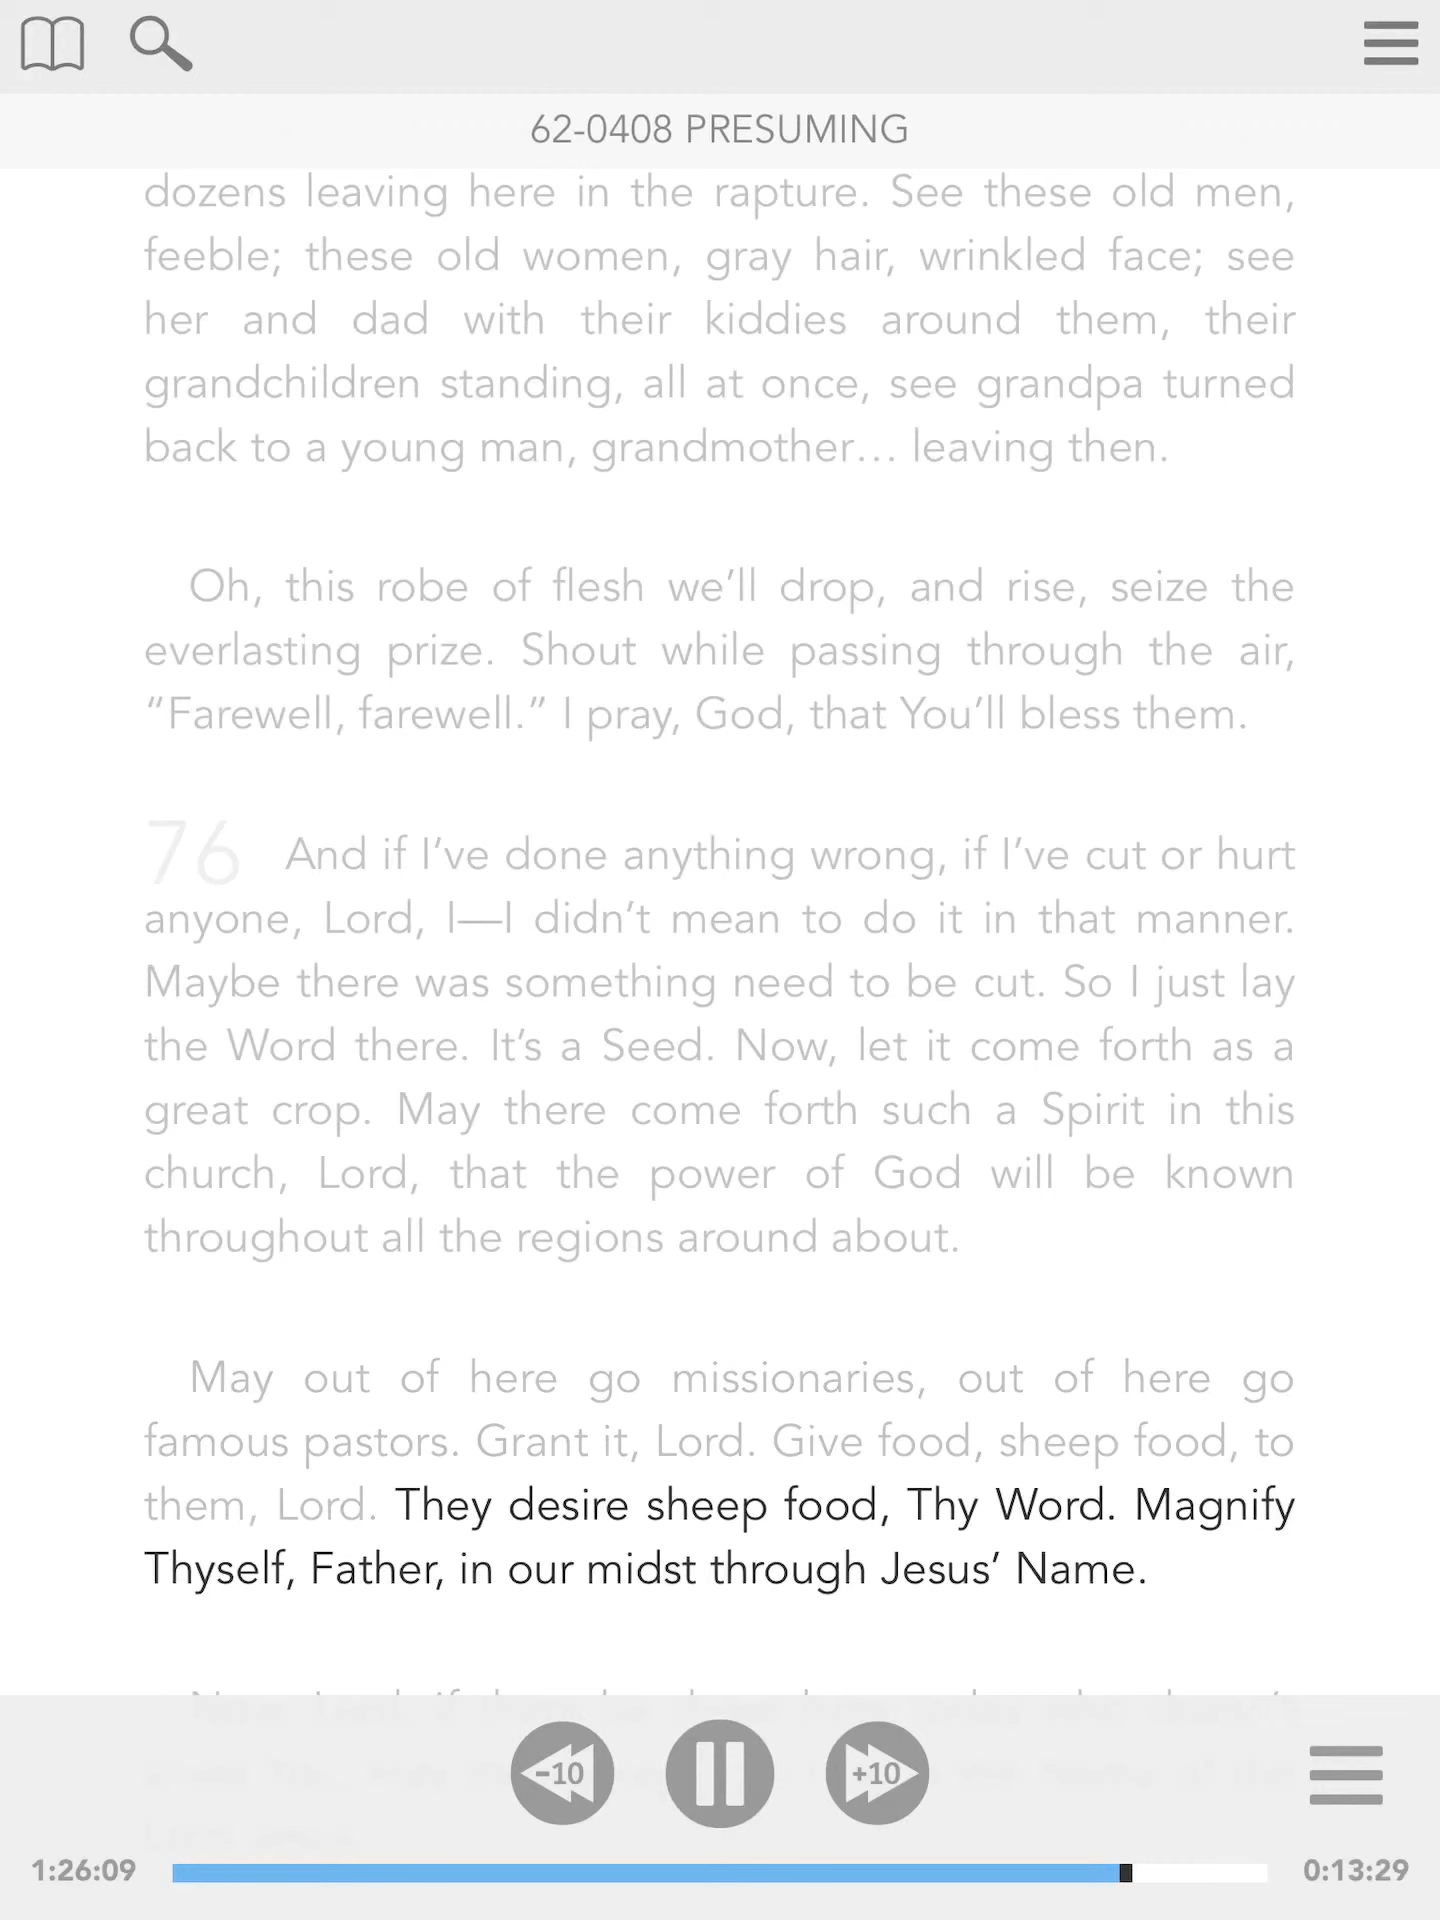 62-0408 PRESUMING
dozens leaving here in the rapture. See these old men,
feeble; these old women, gray hair, wrinkled face; see
her and dad with their kiddies around them, their
grandchildren standing, all at once, see grandpa turned
back to a young man, grandmother… leaving then.
Oh, this robe of flesh we’ll drop, and rise, seize the
everlasting prize. Shout while passing through the air,
“Farewell, farewell.” I pray, God, that You’ll bless them.
76 And if I’ve done anything wrong, if I’ve cut or hurt
anyone, Lord, I—I didn’t mean to do it in that manner.
Maybe there was something need to be cut. So I just lay
the Word there. It’s a Seed. Now, let it come forth as a
great crop. May there come forth such a Spirit in this
church, Lord, that the power of God will be known
throughout all the regions around about.
May out of here go missionaries, out of here go
famous pastors. Grant it, Lord. Give food, sheep food, to
them, Lord. They desire sheep food, Thy Word. Magnify
Thyself, Father, in our midst through Jesus’ Name.
-10 +10
1:26:09 0:13:29